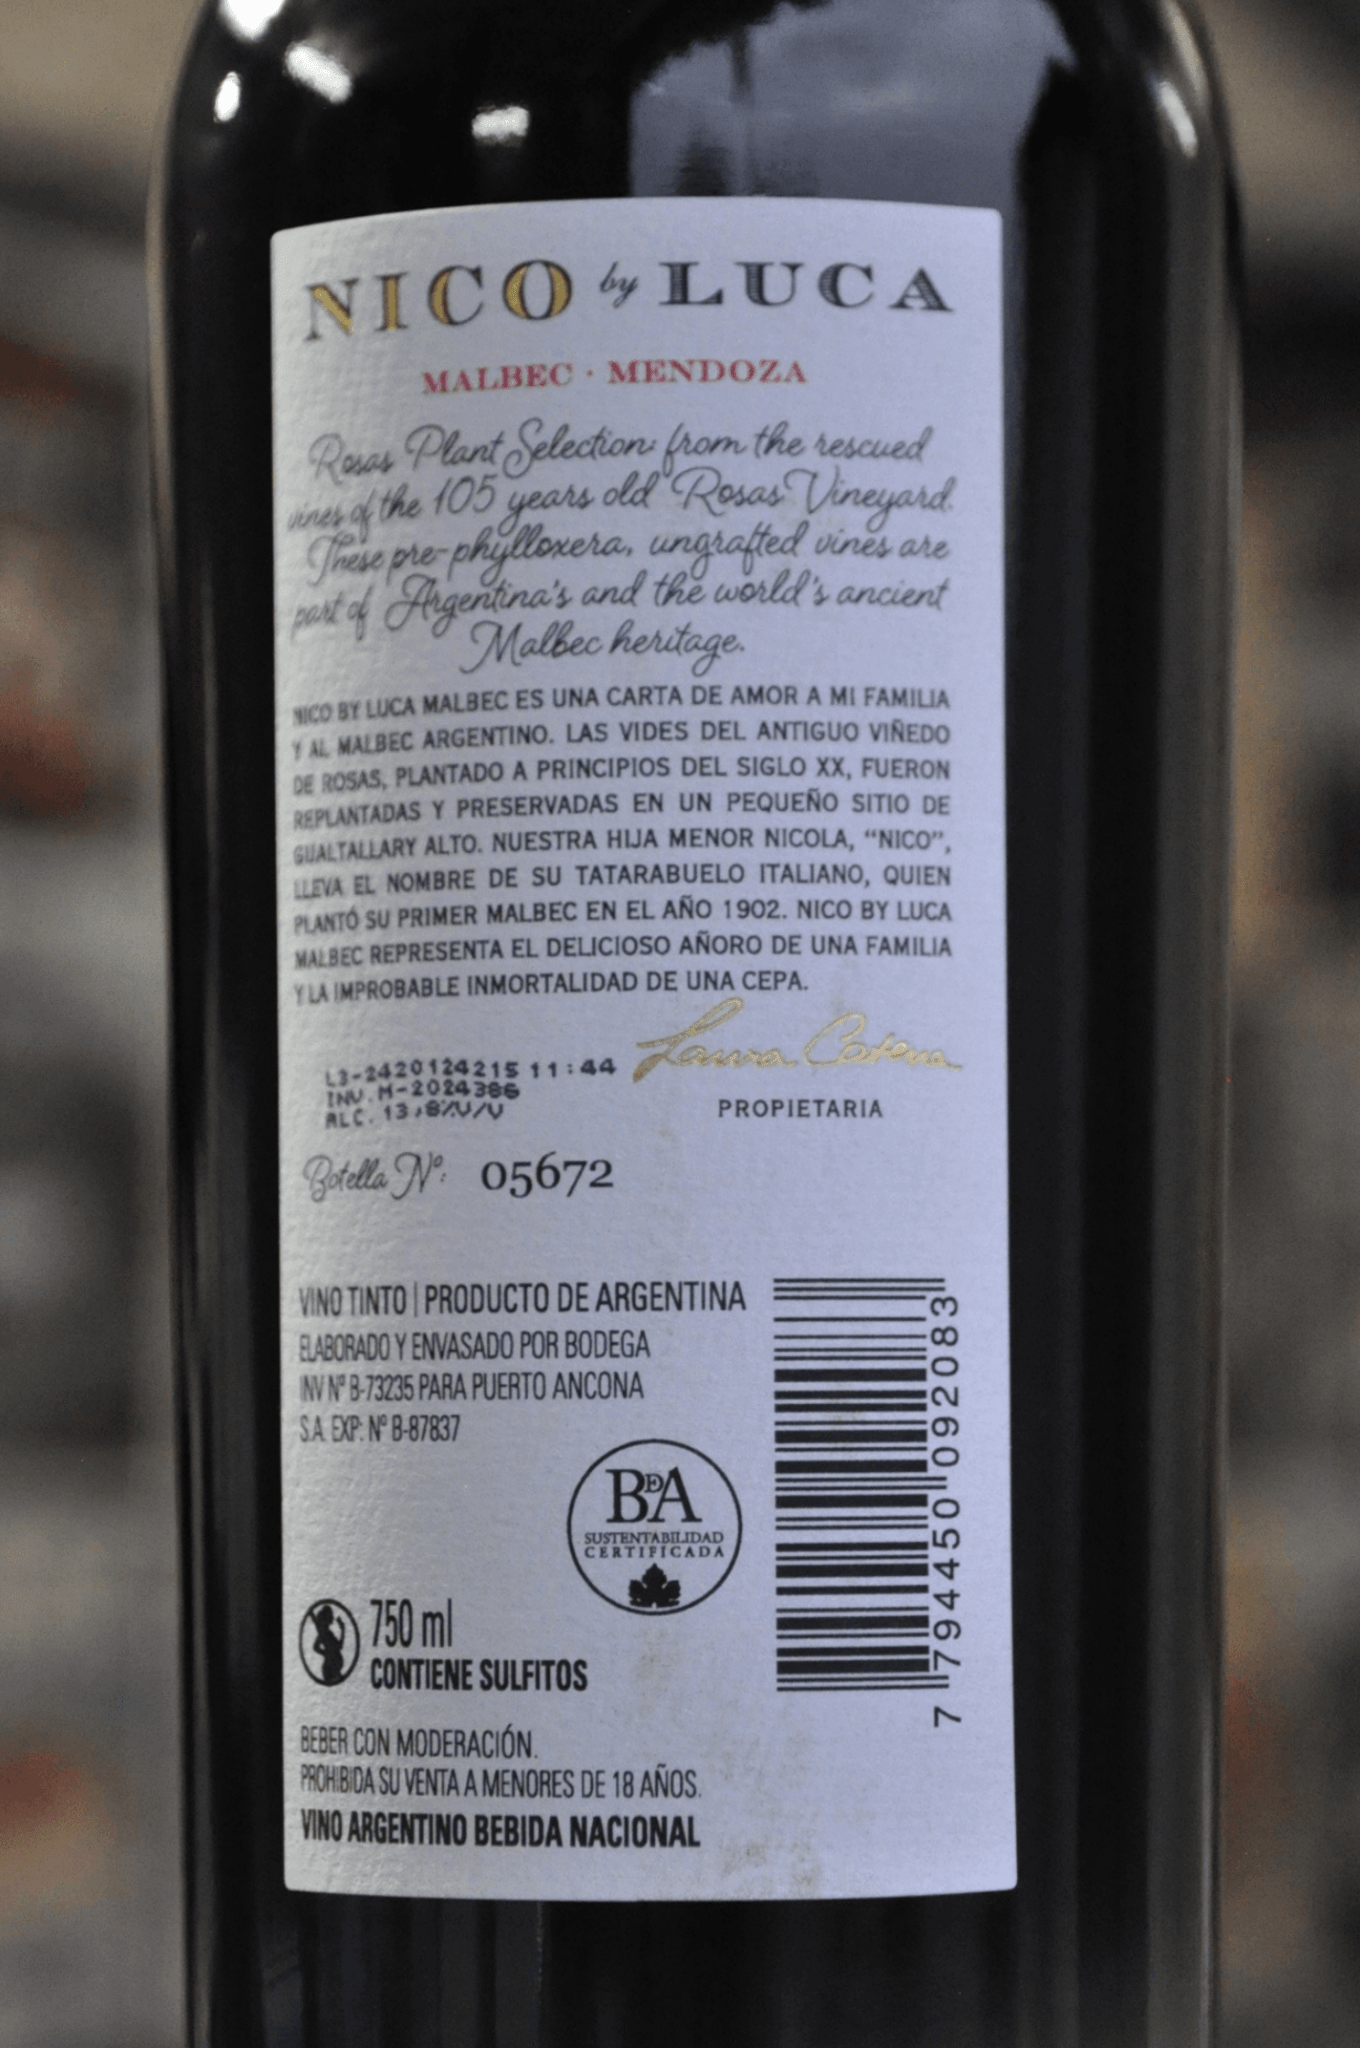 NICO by LUCA
MALBEC · MENDOZA
Rosas Plant Selection: from the rescued
vines of the 105 years old Rosas Vineyard.
These pre-phylloxera, ungrafted vines are
part of Argentina's and the world's ancient
Malbec heritage.
NICO BY LUCA MALBEC ES UNA CARTA DE AMOR A MI FAMILIA
Y AL MALBEC ARGENTINO. LAS VIDES DEL ANTIGUO VIÑEDO
DE ROSAS, PLANTADO A PRINCIPIOS DEL SIGLO XX, FUERON
REPLANTADAS Y PRESERVADAS EN UN PEQUEÑO SITIO DE
GUALTALLARY ALTO. NUESTRA HIJA MENOR NICOLA, “NICO”,
LLEVA EL NOMBRE DE SU TATARABUELO ITALIANO, QUIEN
PLANTÓ SU PRIMER MALBEC EN EL AÑO 1902. NICO BY LUCA
MALBEC REPRESENTA EL DELICIOSO AÑORO DE UNA FAMILIA
Y LA IMPROBABLE INMORTALIDAD DE UNA CEPA.
Laura Catena
PROPIETARIA
L3-2420124215 11:44
INV.M-2024386
ALC. 13,8%V/V
Botella Nº: 05672
VINO TINTO | PRODUCTO DE ARGENTINA
ELABORADO Y ENVASADO POR BODEGA
INV Nº B-73235 PARA PUERTO ANCONA
S.A. EXP: Nº B-87837
BDEA
SUSTENTABILIDAD
CERTIFICADA
750 ml
CONTIENE SULFITOS
7 794450 092083
BEBER CON MODERACIÓN.
PROHIBIDA SU VENTA A MENORES DE 18 AÑOS.
VINO ARGENTINO BEBIDA NACIONAL